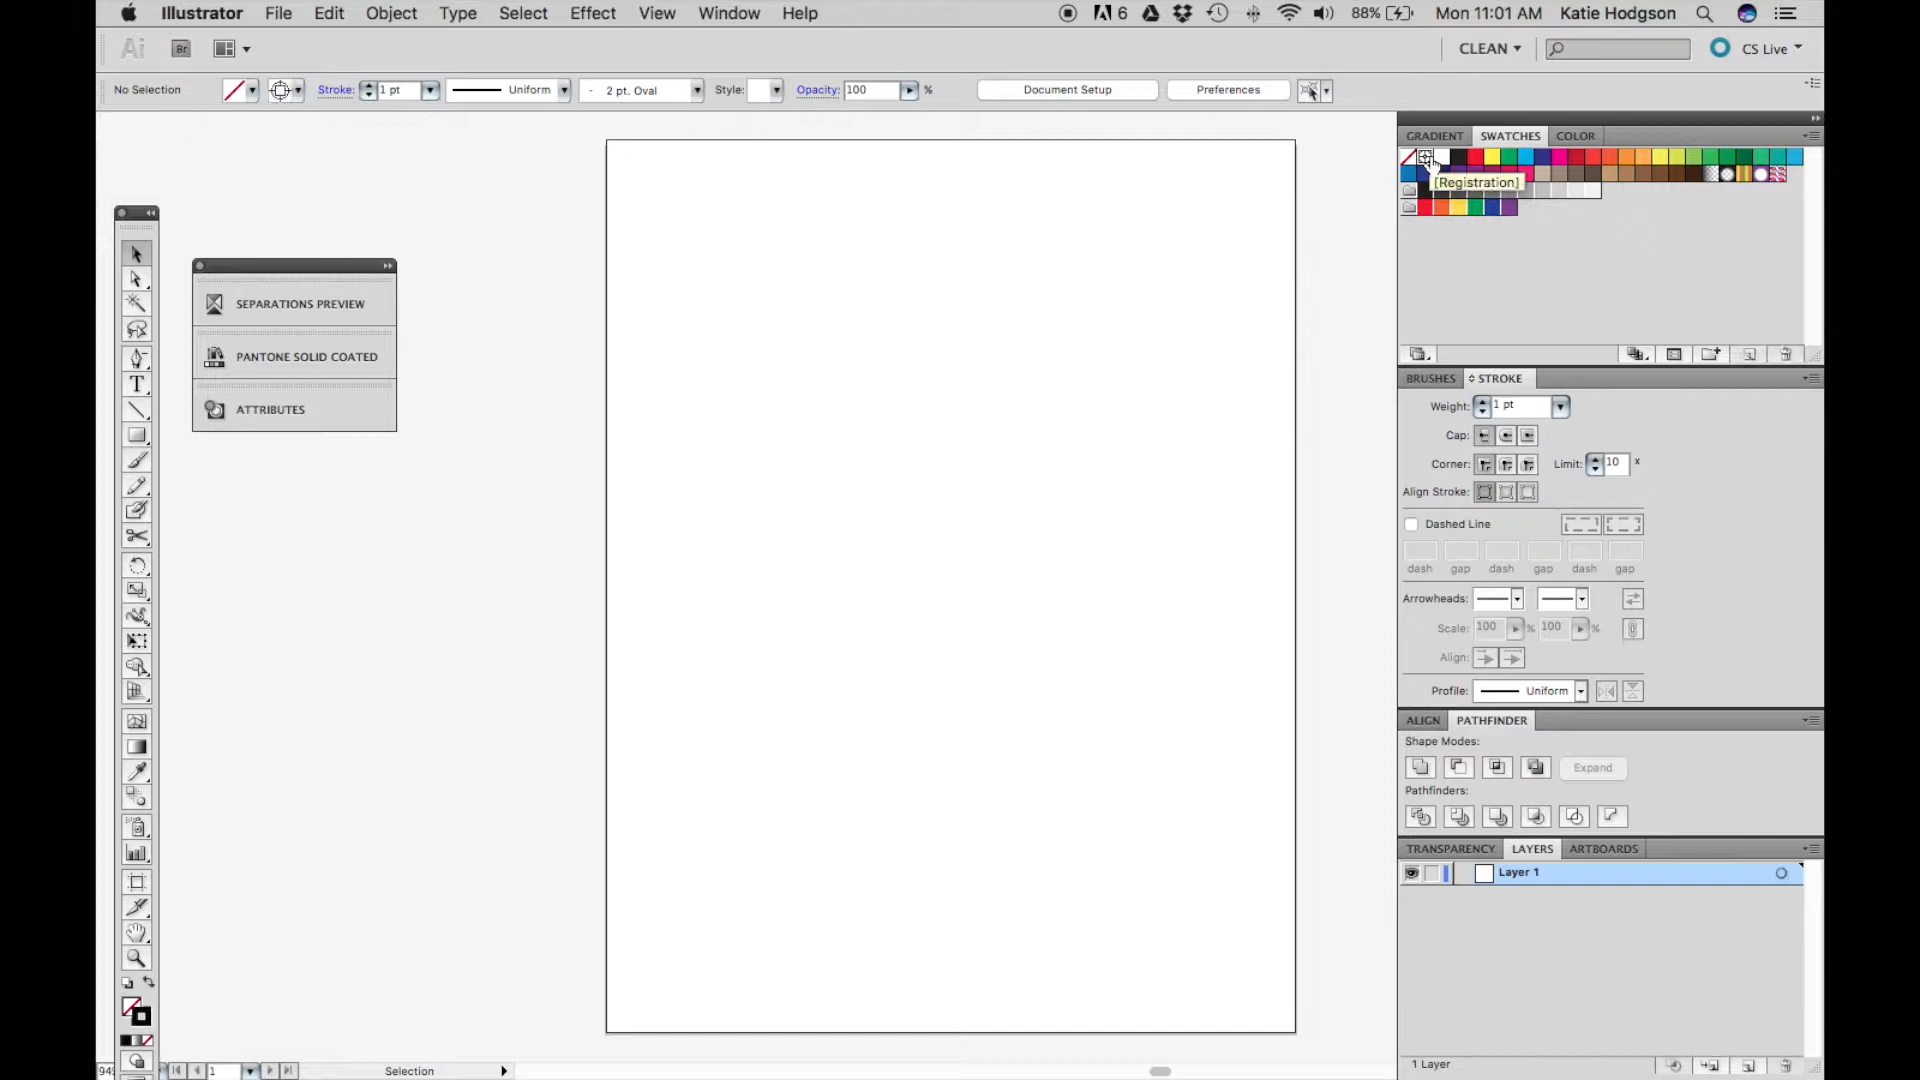 Illustrator File Edit Object Type Select Effect View Window Help 6 88% Mon 11:01 AM Katie Hodgson
Ai Br CLEAN CS Live
No Selection Stroke: 1 pt Uniform - 2 pt. Oval Style: Opacity: 100 % Document Setup Preferences
GRADIENT SWATCHES COLOR
[Registration]
SEPARATIONS PREVIEW
PANTONE SOLID COATED
ATTRIBUTES
T
BRUSHES STROKE
Weight: 1 pt
Cap:
Corner: Limit: 10 x
Align Stroke:
Dashed Line
dash gap dash gap dash gap
Arrowheads:
Scale: 100 % 100 %
Align:
Profile: Uniform
ALIGN PATHFINDER
Shape Modes:
Expand
Pathfinders:
TRANSPARENCY LAYERS ARTBOARDS
Layer 1
1 Layer
1 Selection